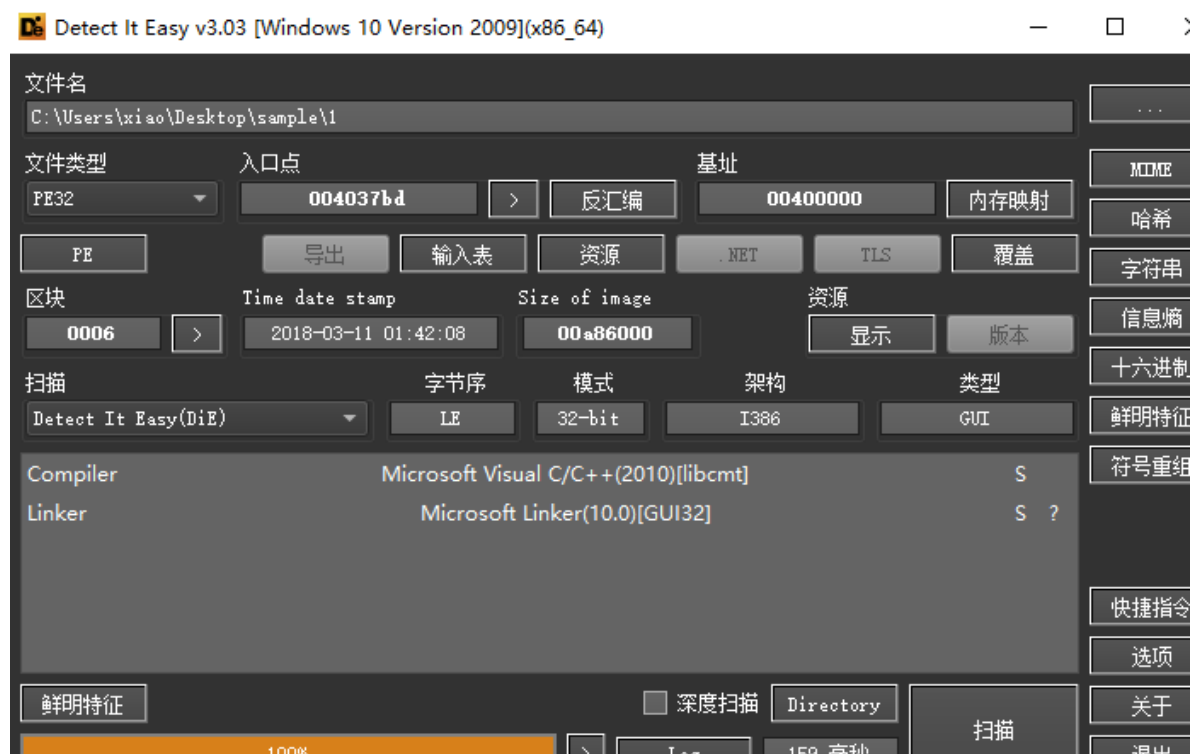 Detect It Easy v3.03 [Windows 10 Version 2009](x86_64)
文件名
C:\Users\xiao\Desktop\sample\1
...
文件类型 入口点 基址
PE32 004037bd > 反汇编 00400000 内存映射
MIME
哈希
PE 导出 输入表 资源 .NET TLS 覆盖
字符串
区块 Time date stamp Size of image 资源
0006 > 2018-03-11 01:42:08 00a86000 显示 版本
信息熵
十六进制
扫描 字节序 模式 架构 类型
Detect It Easy(DiE) LE 32-bit I386 GUI
鲜明特征
Compiler Microsoft Visual C/C++(2010)[libcmt] S
符号重组
Linker Microsoft Linker(10.0)[GUI32] S ?
快捷指令
选项
鲜明特征 深度扫描 Directory 扫描
关于
100% >